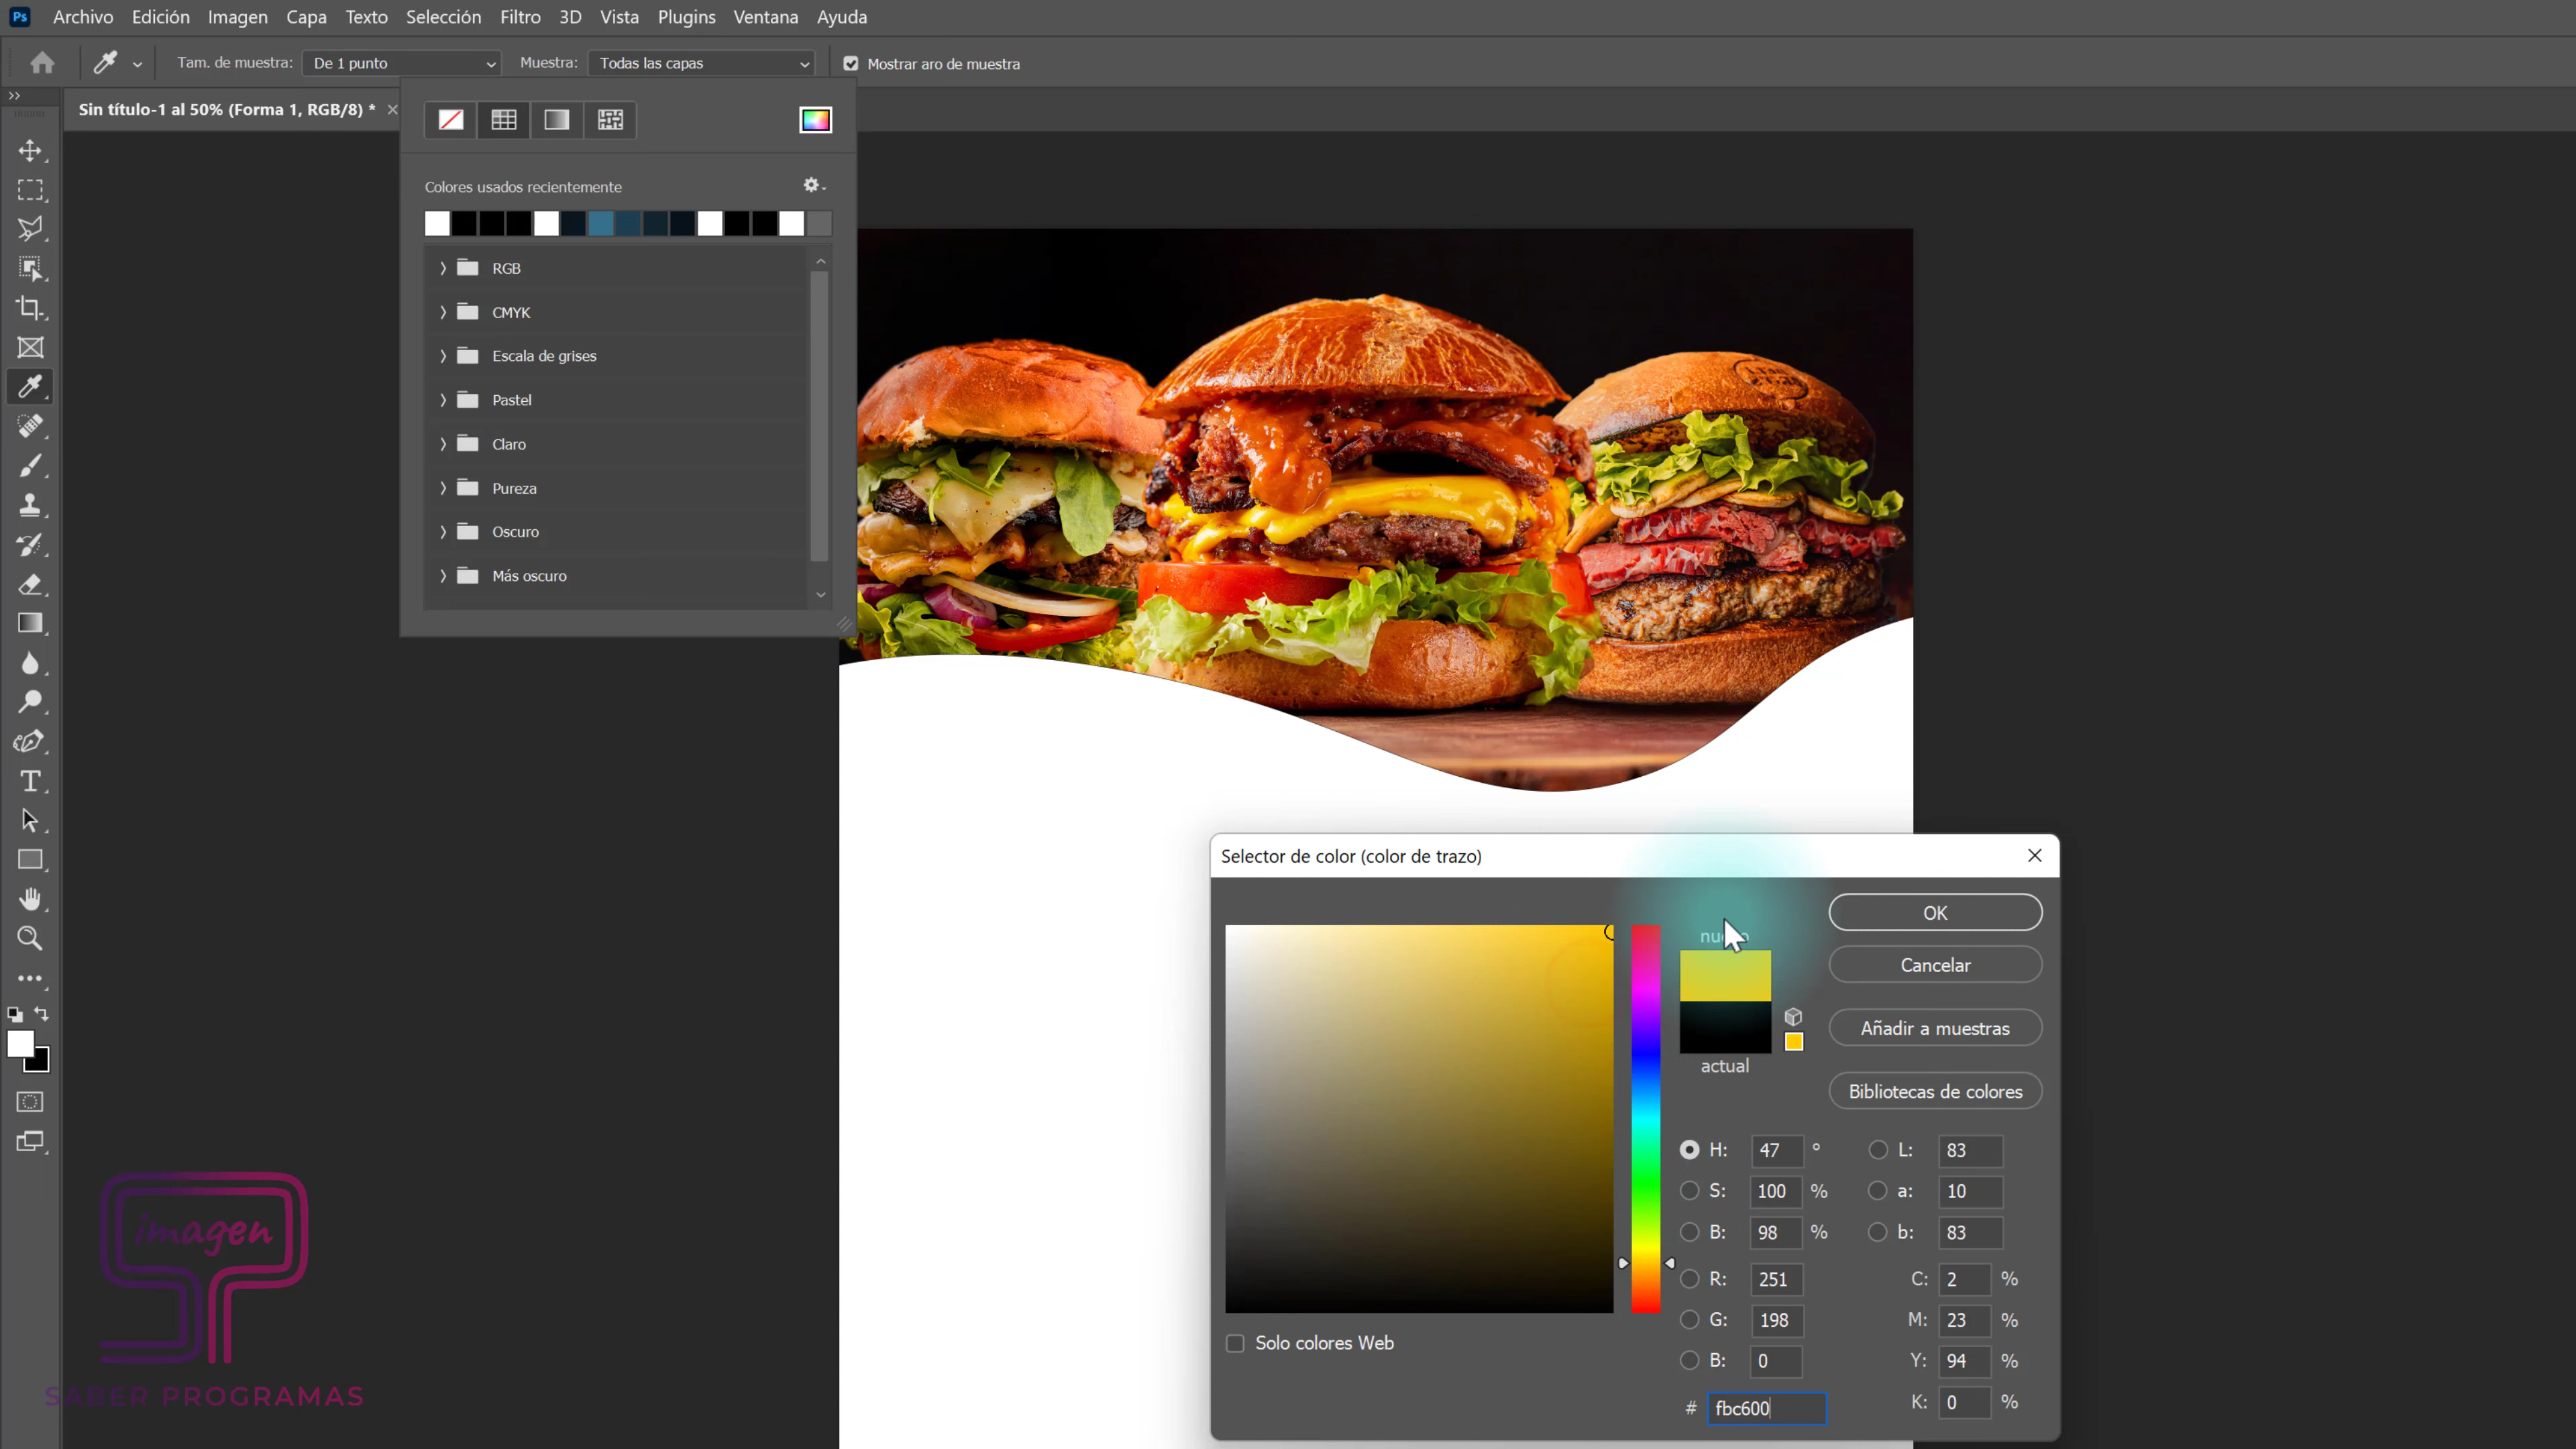 Ps Archivo Edición Imagen Capa Texto Selección Filtro 3D Vista Plugins Ventana Ayuda
Tam. de muestra: De 1 punto Muestra: Todas las capas Mostrar aro de muestra
Sin título-1 al 50% (Forma 1, RGB/8) *
Colores usados recientemente
RGB
CMYK
Escala de grises
Pastel
Claro
Pureza
Oscuro
Más oscuro
Selector de color (color de trazo)
OK
Cancelar
Añadir a muestras
Bibliotecas de colores
actual
H: 47 ° L: 83
S: 100 % a: 10
B: 98 % b: 83
R: 251 C: 2 %
G: 198 M: 23 %
B: 0 Y: 94 %
# fbc600 K: 0 %
Solo colores Web
imagen
SABER PROGRAMAS